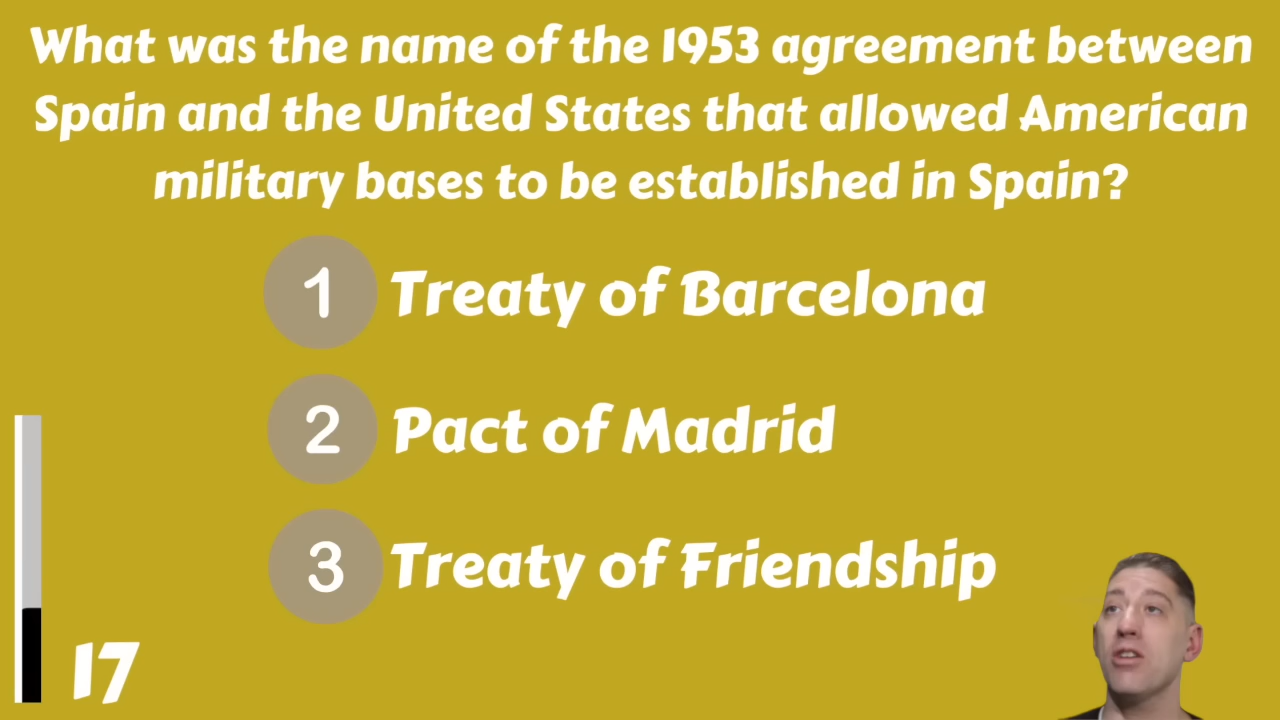 What was the name of the 1953 agreement between
Spain and the United States that allowed American
military bases to be established in Spain?
1 Treaty of Barcelona
2 Pact of Madrid
3 Treaty of Friendship
17